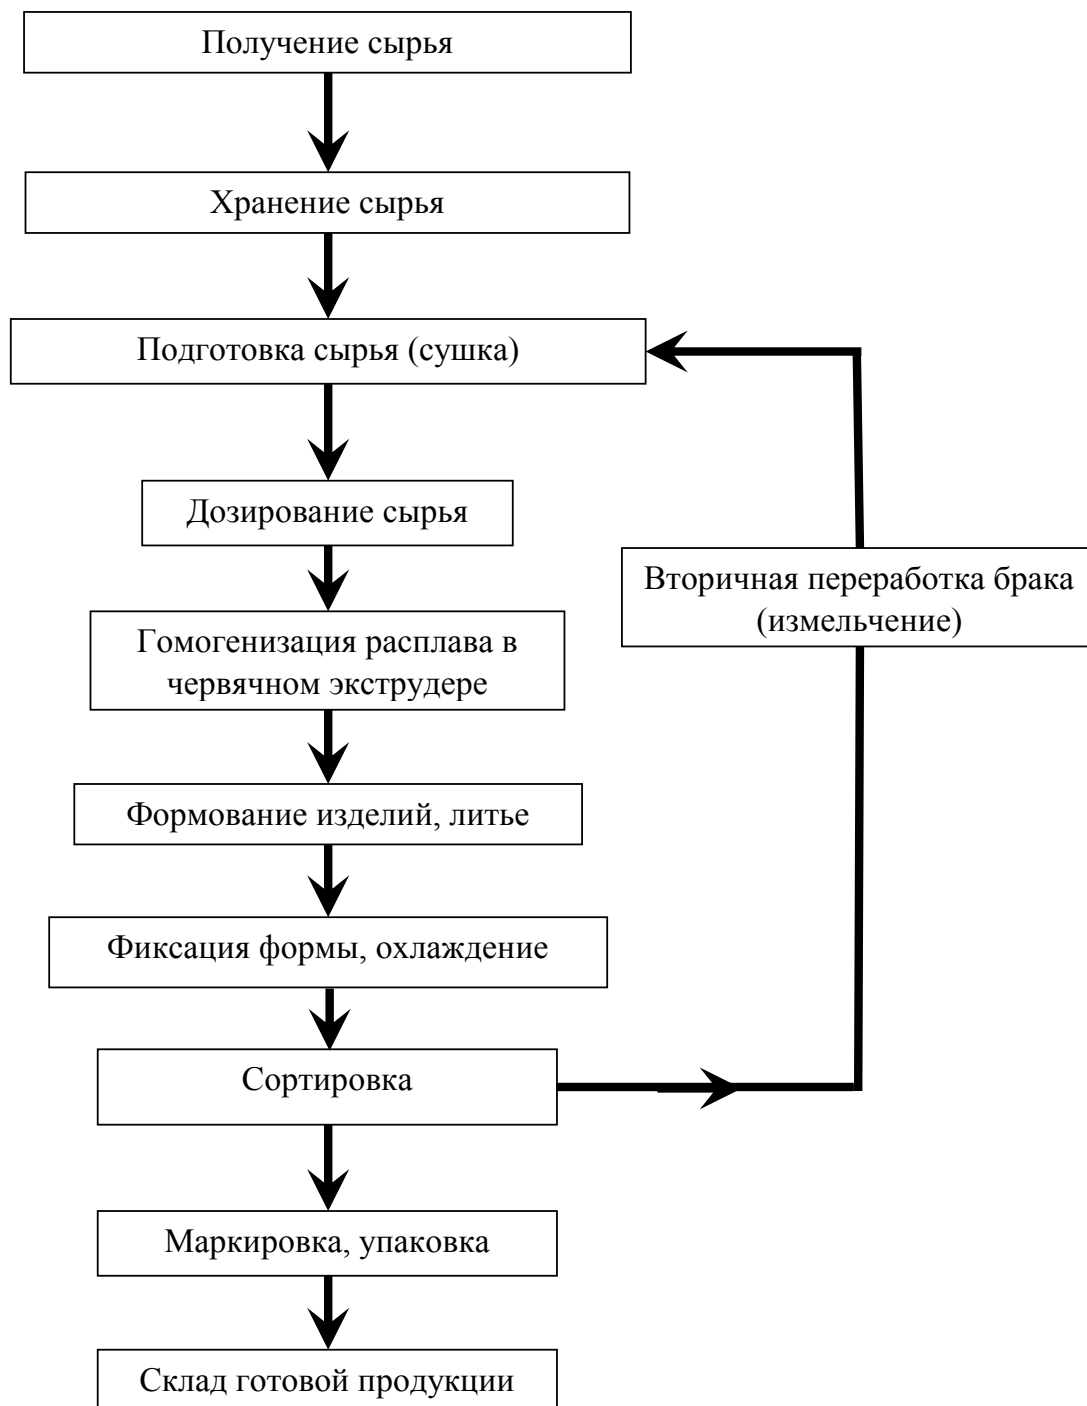 Получение сырья
Хранение сырья
Подготовка сырья (сушка)
Дозирование сырья
Вторичная переработка брака
(измельчение)
Гомогенизация расплава в
червячном экструдере
Формование изделий, литье
Фиксация формы, охлаждение
Сортировка
Маркировка, упаковка
Склад готовой продукции